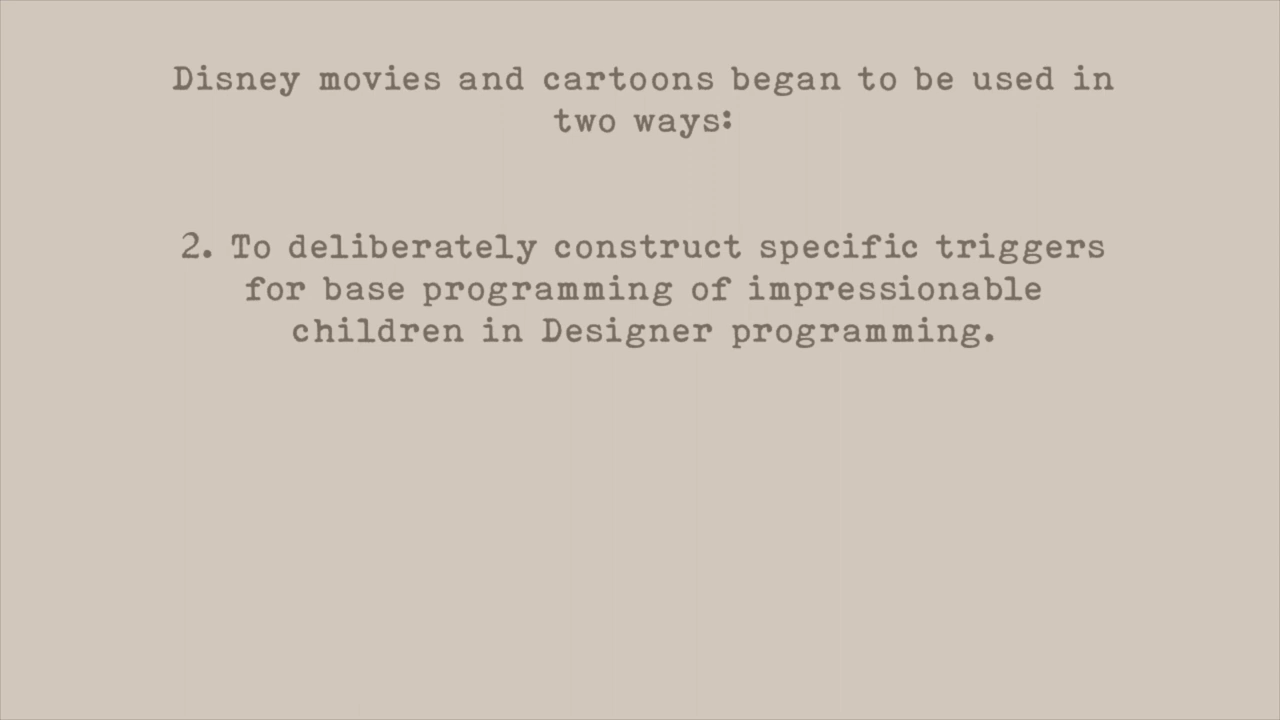 Disney movies and cartoons began to be used in
two ways:
2. To deliberately construct specific triggers
for base programming of impressionable
children in Designer programming.